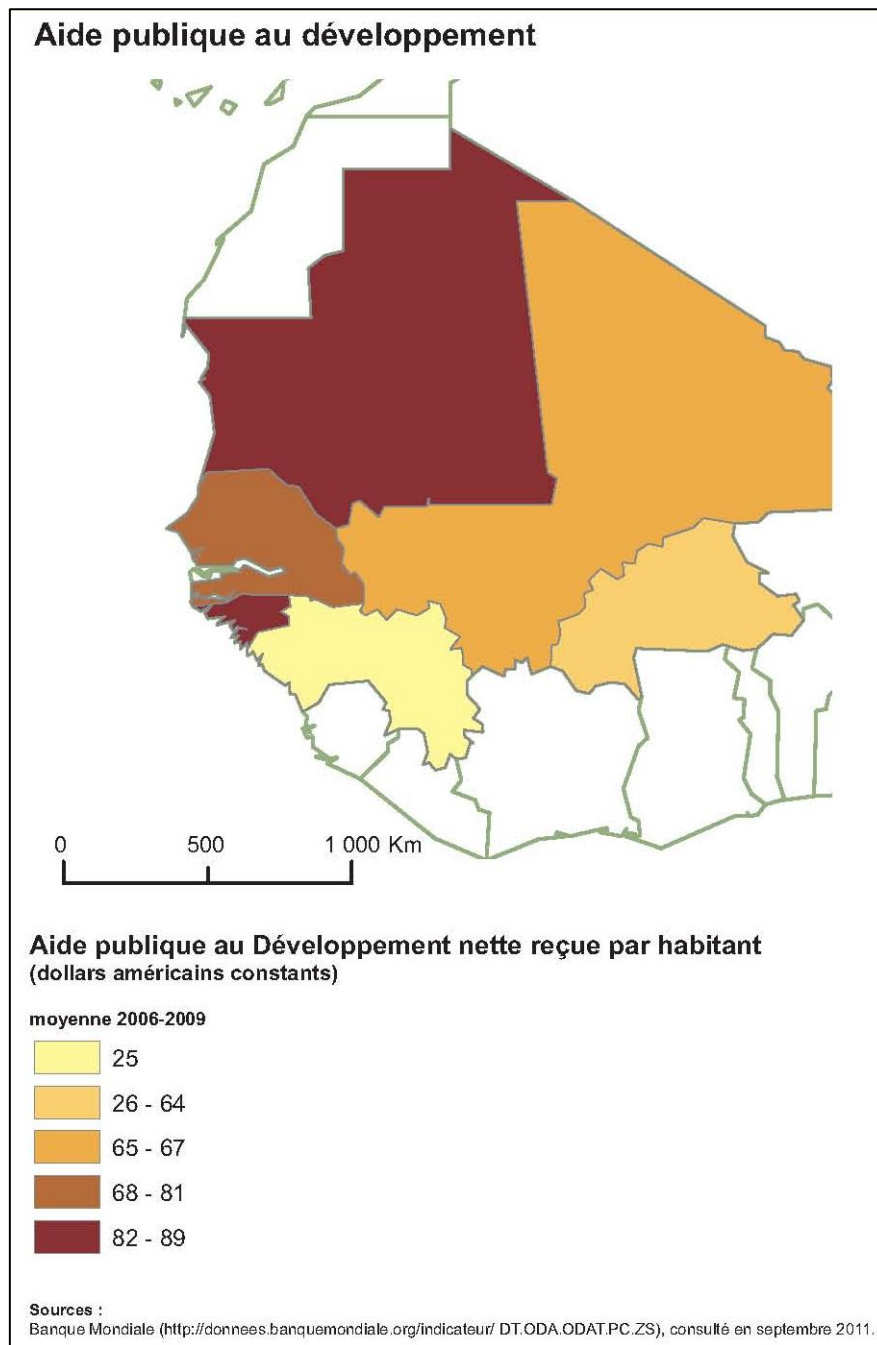 Aide publique au développement
0 500 1 000 Km
Aide publique au Développement nette reçue par habitant
(dollars américains constants)
moyenne 2006-2009
25
26 - 64
65 - 67
68 - 81
82 - 89
Sources :
Banque Mondiale (http://donnees.banquemondiale.org/indicateur/ DT.ODA.ODAT.PC.ZS), consulté en septembre 2011.